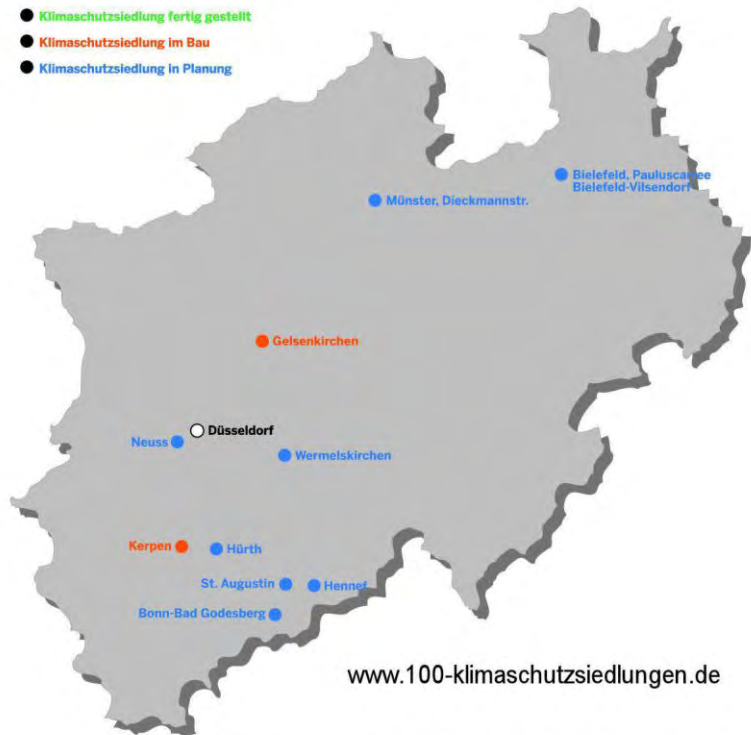 Klimaschutzsiedlung fertig gestellt
Klimaschutzsiedlung im Bau
Klimaschutzsiedlung in Planung
Bielefeld, Pauluscarree
Bielefeld-Vilsendorf
Münster, Dieckmannstr.
Gelsenkirchen
Düsseldorf
Neuss
Wermelskirchen
Kerpen
Hürth
St. Augustin
Hennef
Bonn-Bad Godesberg
www.100-klimaschutzsiedlungen.de